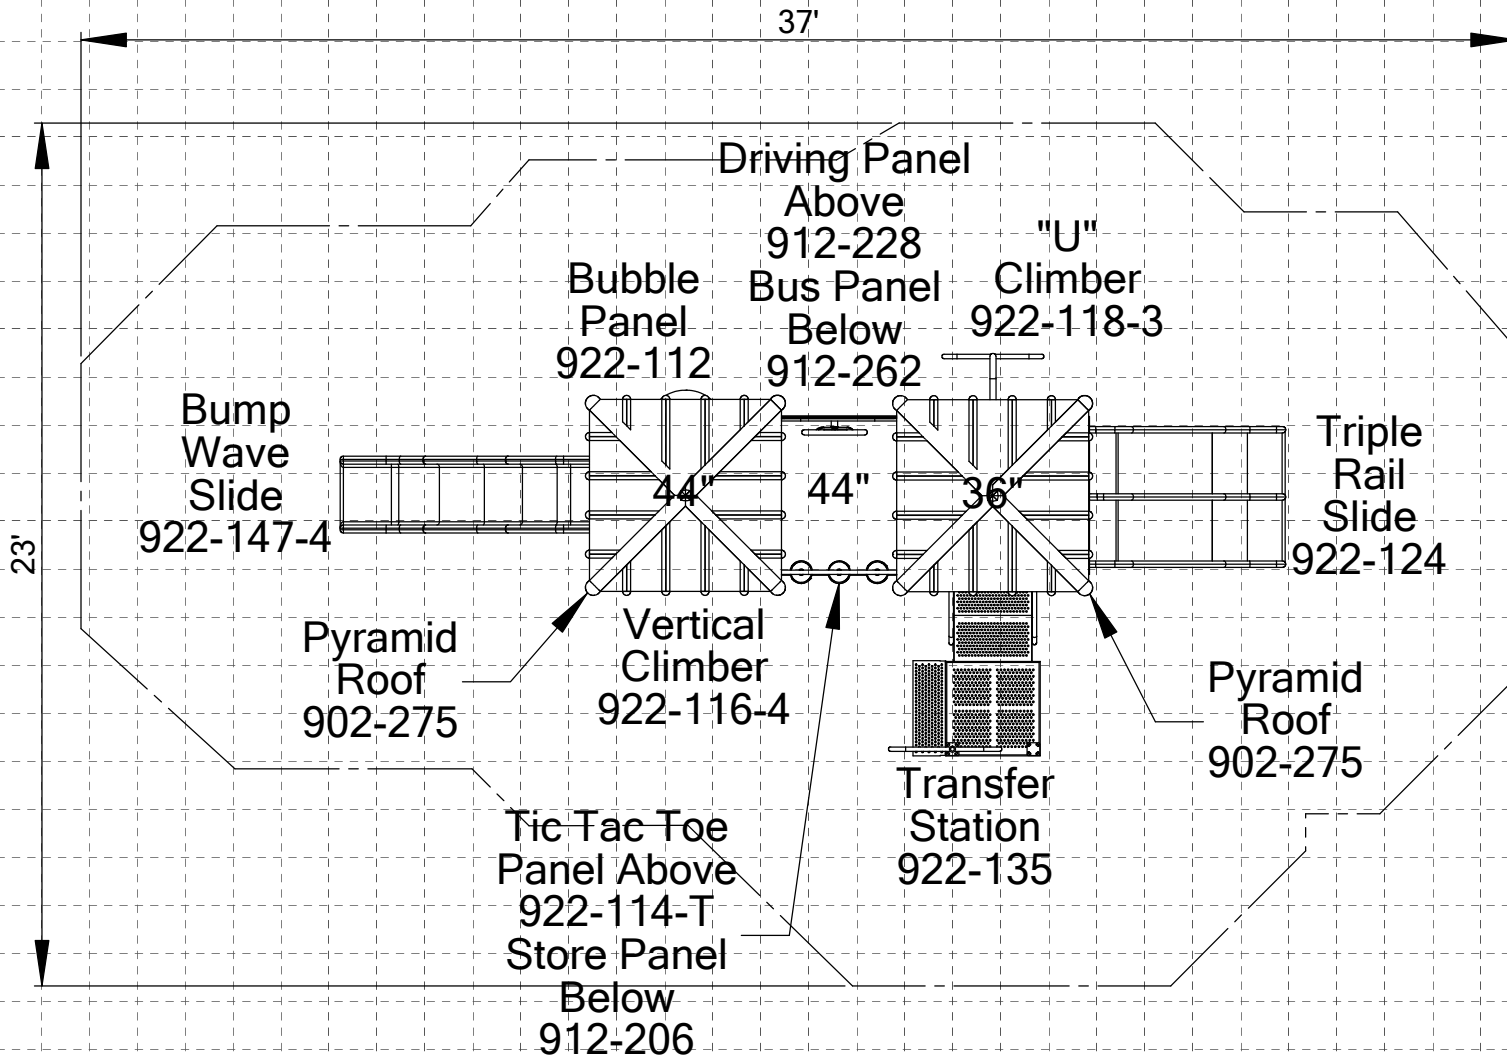 37'
Driving Panel
Above
912-228
Bus Panel
Below
912-262
"U"
Climber
922-118-3
Bubble
Panel
922-112
Bump
Wave
Slide
922-147-4
44"
44"
36"
Triple
Rail
Slide
922-124
23'
Pyramid
Roof
902-275
Vertical
Climber
922-116-4
Pyramid
Roof
902-275
Transfer
Station
922-135
Tic Tac Toe
Panel Above
922-114-T
Store Panel
Below
912-206